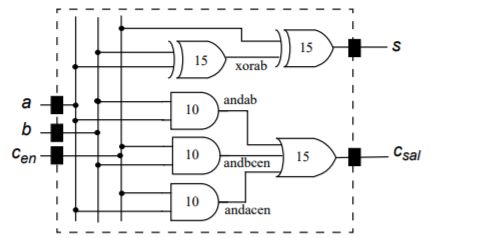 15
s
15
xorab
a
10
andab
b
c_en
10
andbcen
15
c_sal
10
andacen